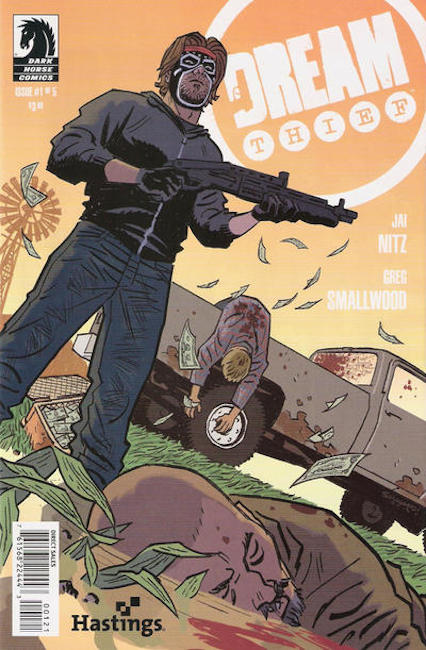 DARK
HORSE
COMICS
ISSUE #1 OF 5
$3.99
DREAM
THIEF
JAI
NITZ
GREG
SMALLWOOD
DIRECT SALES
00121
7 61568 22444 3
Hastings.